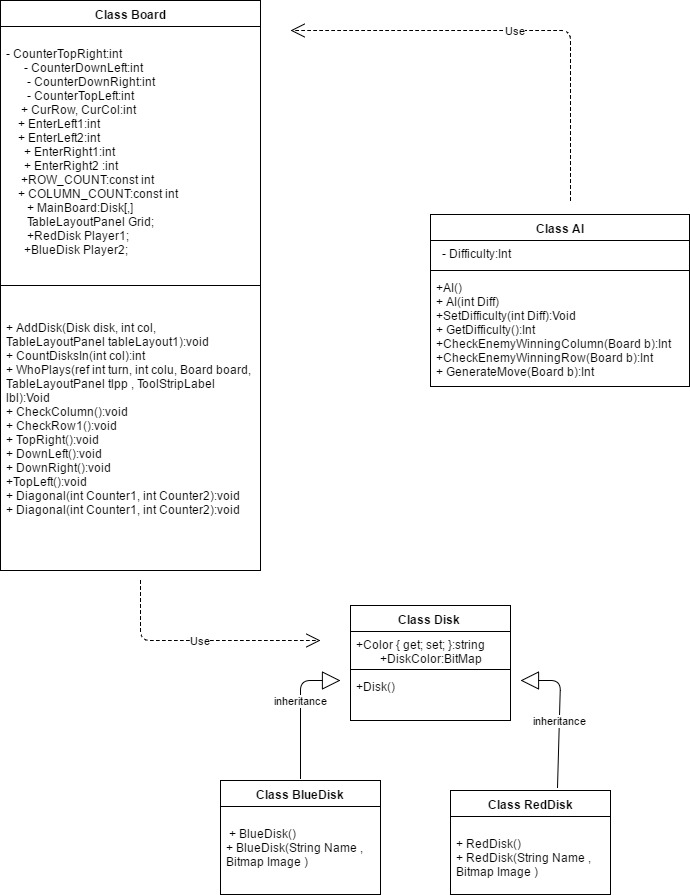 Class Board
- CounterTopRight:int
- CounterDownLeft:int
- CounterDownRight:int
- CounterTopLeft:int
+ CurRow, CurCol:int
+ EnterLeft1:int
+ EnterLeft2:int
+ EnterRight1:int
+ EnterRight2 :int
+ROW_COUNT:const int
+ COLUMN_COUNT:const int
+ MainBoard:Disk[,]
TableLayoutPanel Grid;
+RedDisk Player1;
+BlueDisk Player2;
+ AddDisk(Disk disk, int col,
TableLayoutPanel tableLayout1):void
+ CountDisksIn(int col):int
+ WhoPlays(ref int turn, int colu, Board board,
TableLayoutPanel tlpp , ToolStripLabel
lbl):Void
+ CheckColumn():void
+ CheckRow1():void
+ TopRight():void
+ DownLeft():void
+ DownRight():void
+TopLeft():void
+ Diagonal(int Counter1, int Counter2):void
+ Diagonal(int Counter1, int Counter2):void
Use
Class AI
- Difficulty:Int
+AI()
+ AI(int Diff)
+SetDifficulty(int Diff):Void
+ GetDifficulty():Int
+CheckEnemyWinningColumn(Board b):Int
+CheckEnemyWinningRow(Board b):Int
+ GenerateMove(Board b):Int
Use
Class Disk
+Color { get; set; }:string
+DiskColor:BitMap
+Disk()
inheritance
inheritance
Class BlueDisk
+ BlueDisk()
+ BlueDisk(String Name ,
Bitmap Image )
Class RedDisk
+ RedDisk()
+ RedDisk(String Name ,
Bitmap Image )